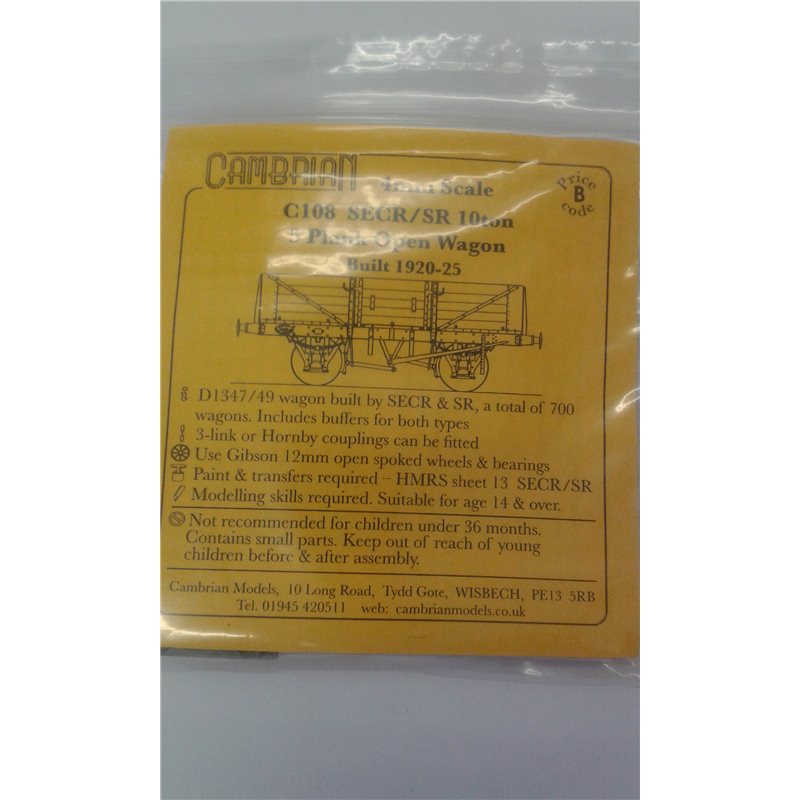 CAMBRIAN 4mm Scale
Price B code
C108 SECR/SR 10ton
5 Plank Open Wagon
Built 1920-25
D1347/49 wagon built by SECR & SR, a total of 700
wagons. Includes buffers for both types
3-link or Hornby couplings can be fitted
Use Gibson 12mm open spoked wheels & bearings
Paint & transfers required – HMRS sheet 13 SECR/SR
Modelling skills required. Suitable for age 14 & over.
Not recommended for children under 36 months.
Contains small parts. Keep out of reach of young
children before & after assembly.
Cambrian Models, 10 Long Road, Tydd Gote, WISBECH, PE13 5RB
Tel. 01945 420511 web: cambrianmodels.co.uk